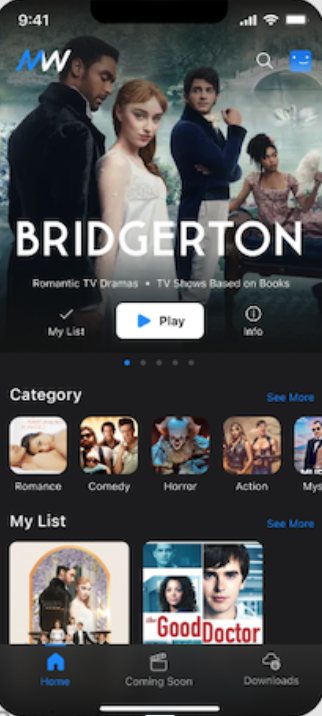 9:41
MW
BRIDGERTON
Romantic TV Dramas • TV Shows Based on Books
My List
Play
Info
Category
See More
Romance
Comedy
Horror
Action
Mys
My List
See More
the Good Doctor
Home
Coming Soon
Downloads